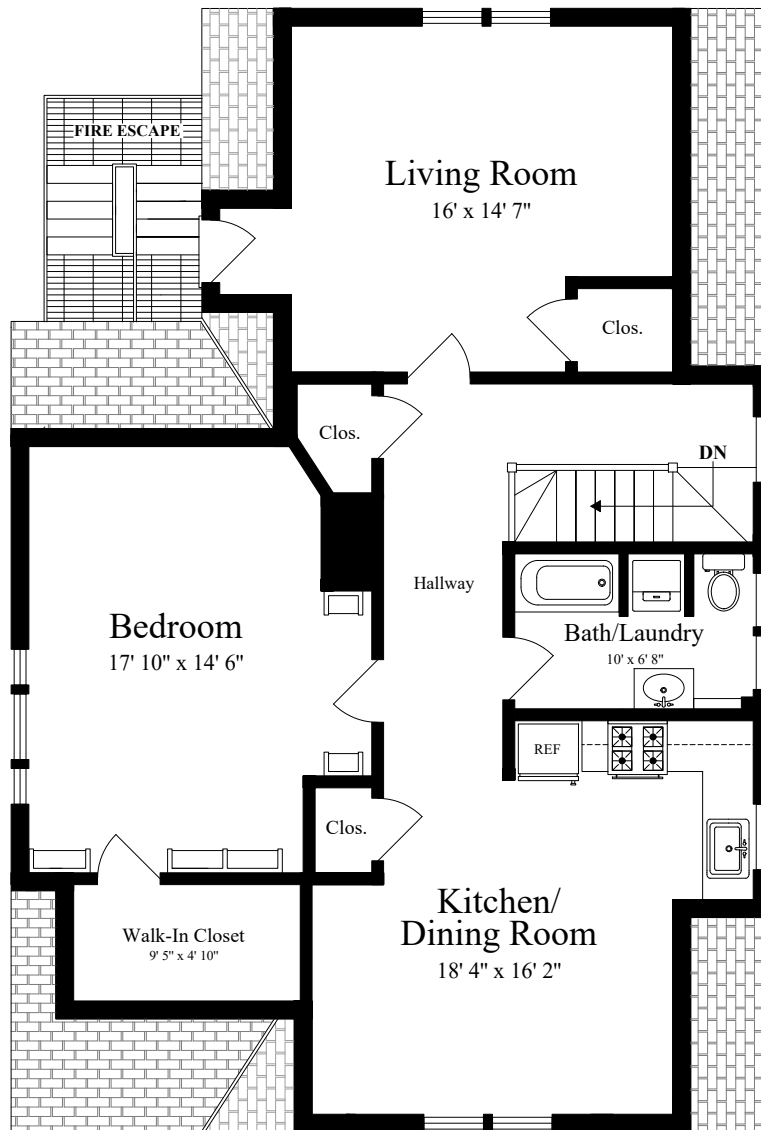 FIRE ESCAPE
Living Room
16' x 14' 7"
Clos.
Clos.
DN
Hallway
Bedroom
17' 10" x 14' 6"
Bath/Laundry
10' x 6' 8"
REF
Clos.
Kitchen/
Dining Room
18' 4" x 16' 2"
Walk-In Closet
9' 5" x 4' 10"